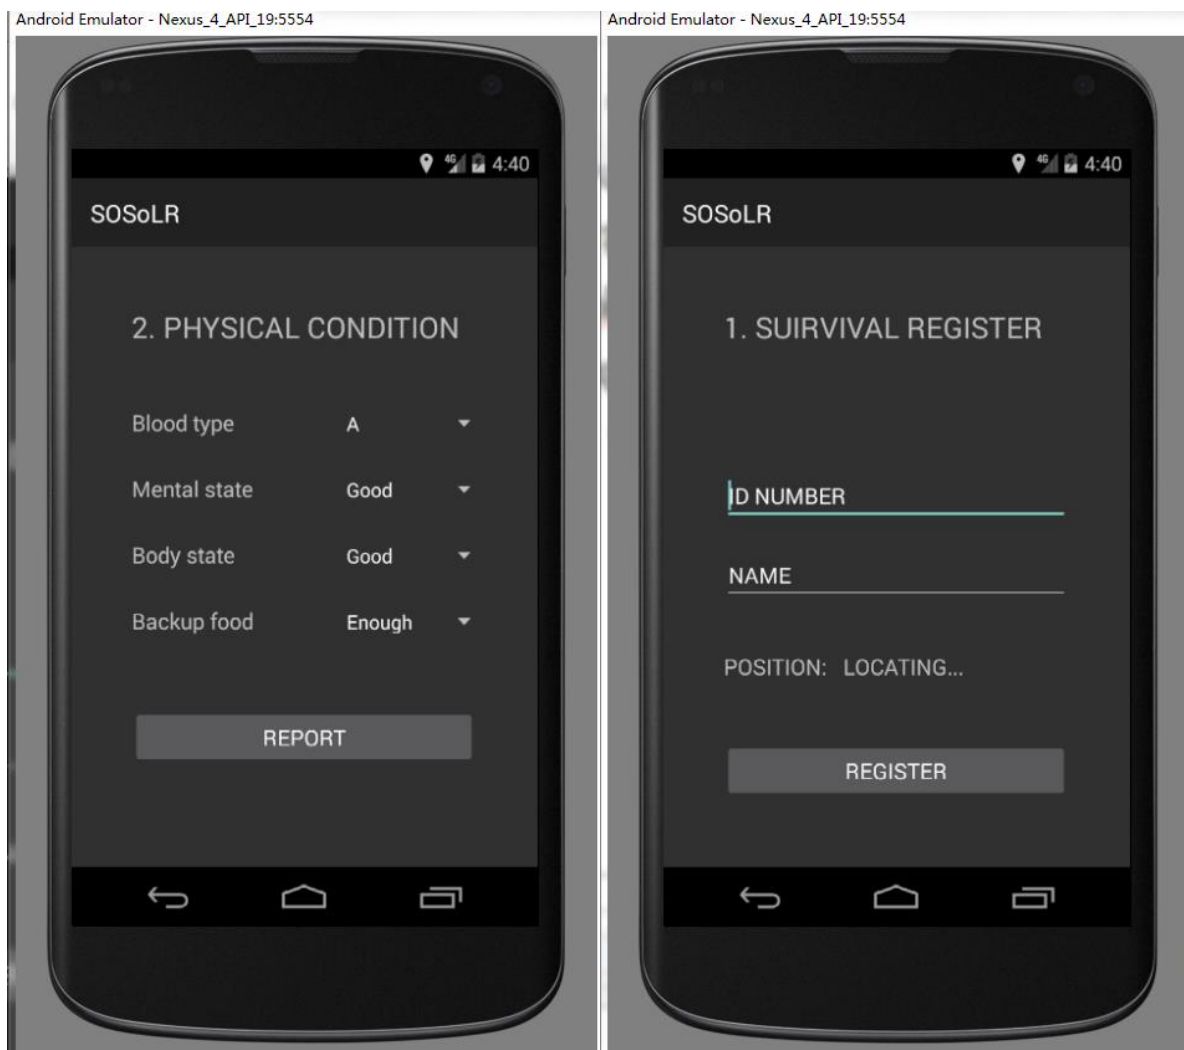 Android Emulator - Nexus_4_API_19:5554
4G 4:40
SOSoLR
2. PHYSICAL CONDITION
Blood type A
Mental state Good
Body state Good
Backup food Enough
REPORT
Android Emulator - Nexus_4_API_19:5554
4G 4:40
SOSoLR
1. SUIRVIVAL REGISTER
ID NUMBER
NAME
POSITION: LOCATING...
REGISTER